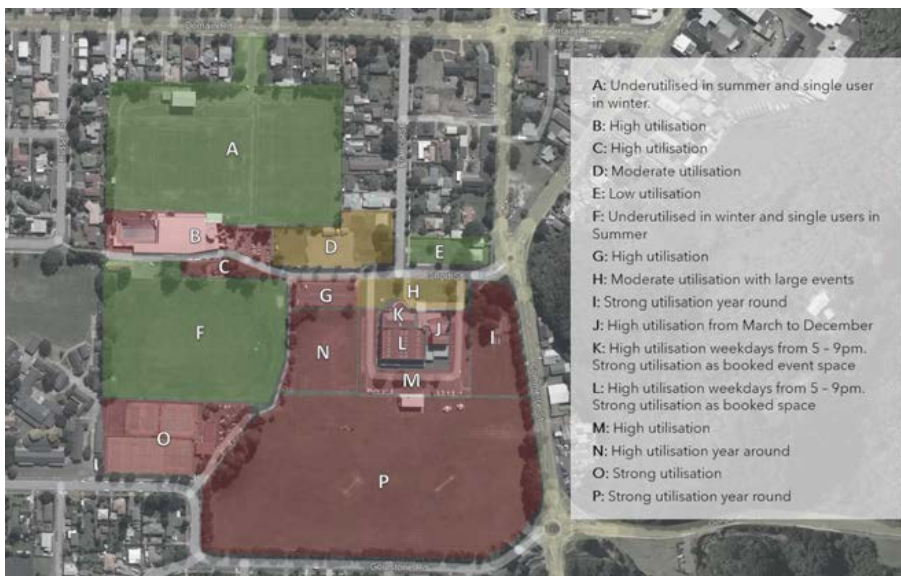 Domain Rd
A: Underutilised in summer and single user
in winter.
B: High utilisation
C: High utilisation
D: Moderate utilisation
E: Low utilisation
F: Underutilised in winter and single users in
Summer
G: High utilisation
H: Moderate utilisation with large events
I: Strong utilisation year round
J: High utilisation from March to December
K: High utilisation weekdays from 5 – 9pm.
Strong utilisation as booked event space
L: High utilisation weekdays from 5 – 9pm.
Strong utilisation as booked space
M: High utilisation
N: High utilisation year around
O: Strong utilisation
P: Strong utilisation year round
A
B
D
E
C
G
H
K
J
I
L
F
N
M
O
P